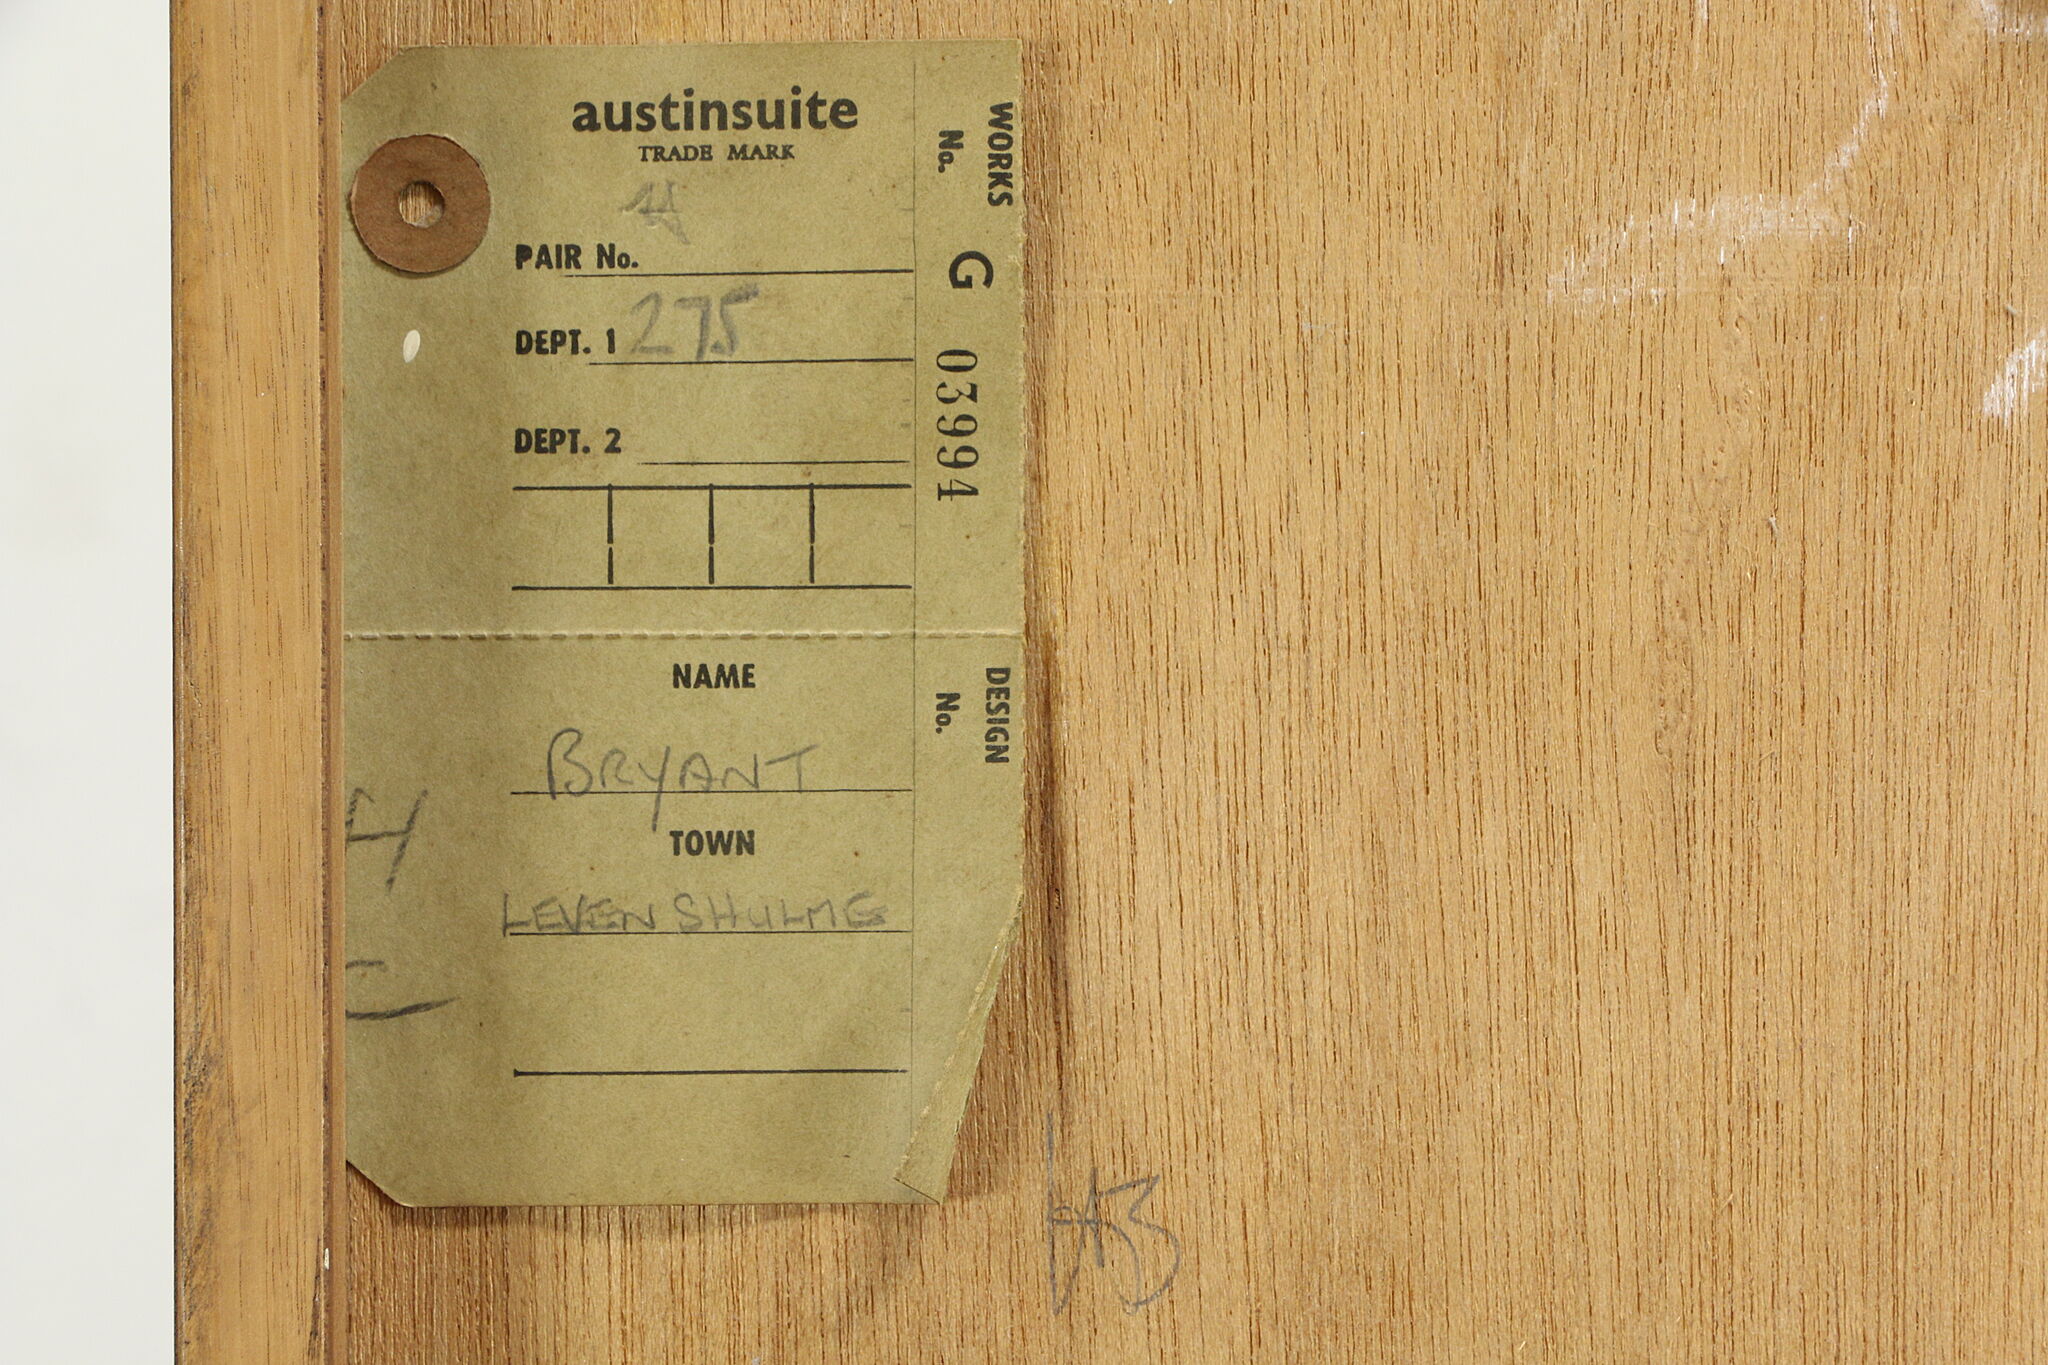 austinsuite
TRADE MARK
PAIR No.
DEPT. 1 275
DEPT. 2
WORKS
No. G 03994
NAME
BRYANT
TOWN
LEVENSHULME
DESIGN
No.